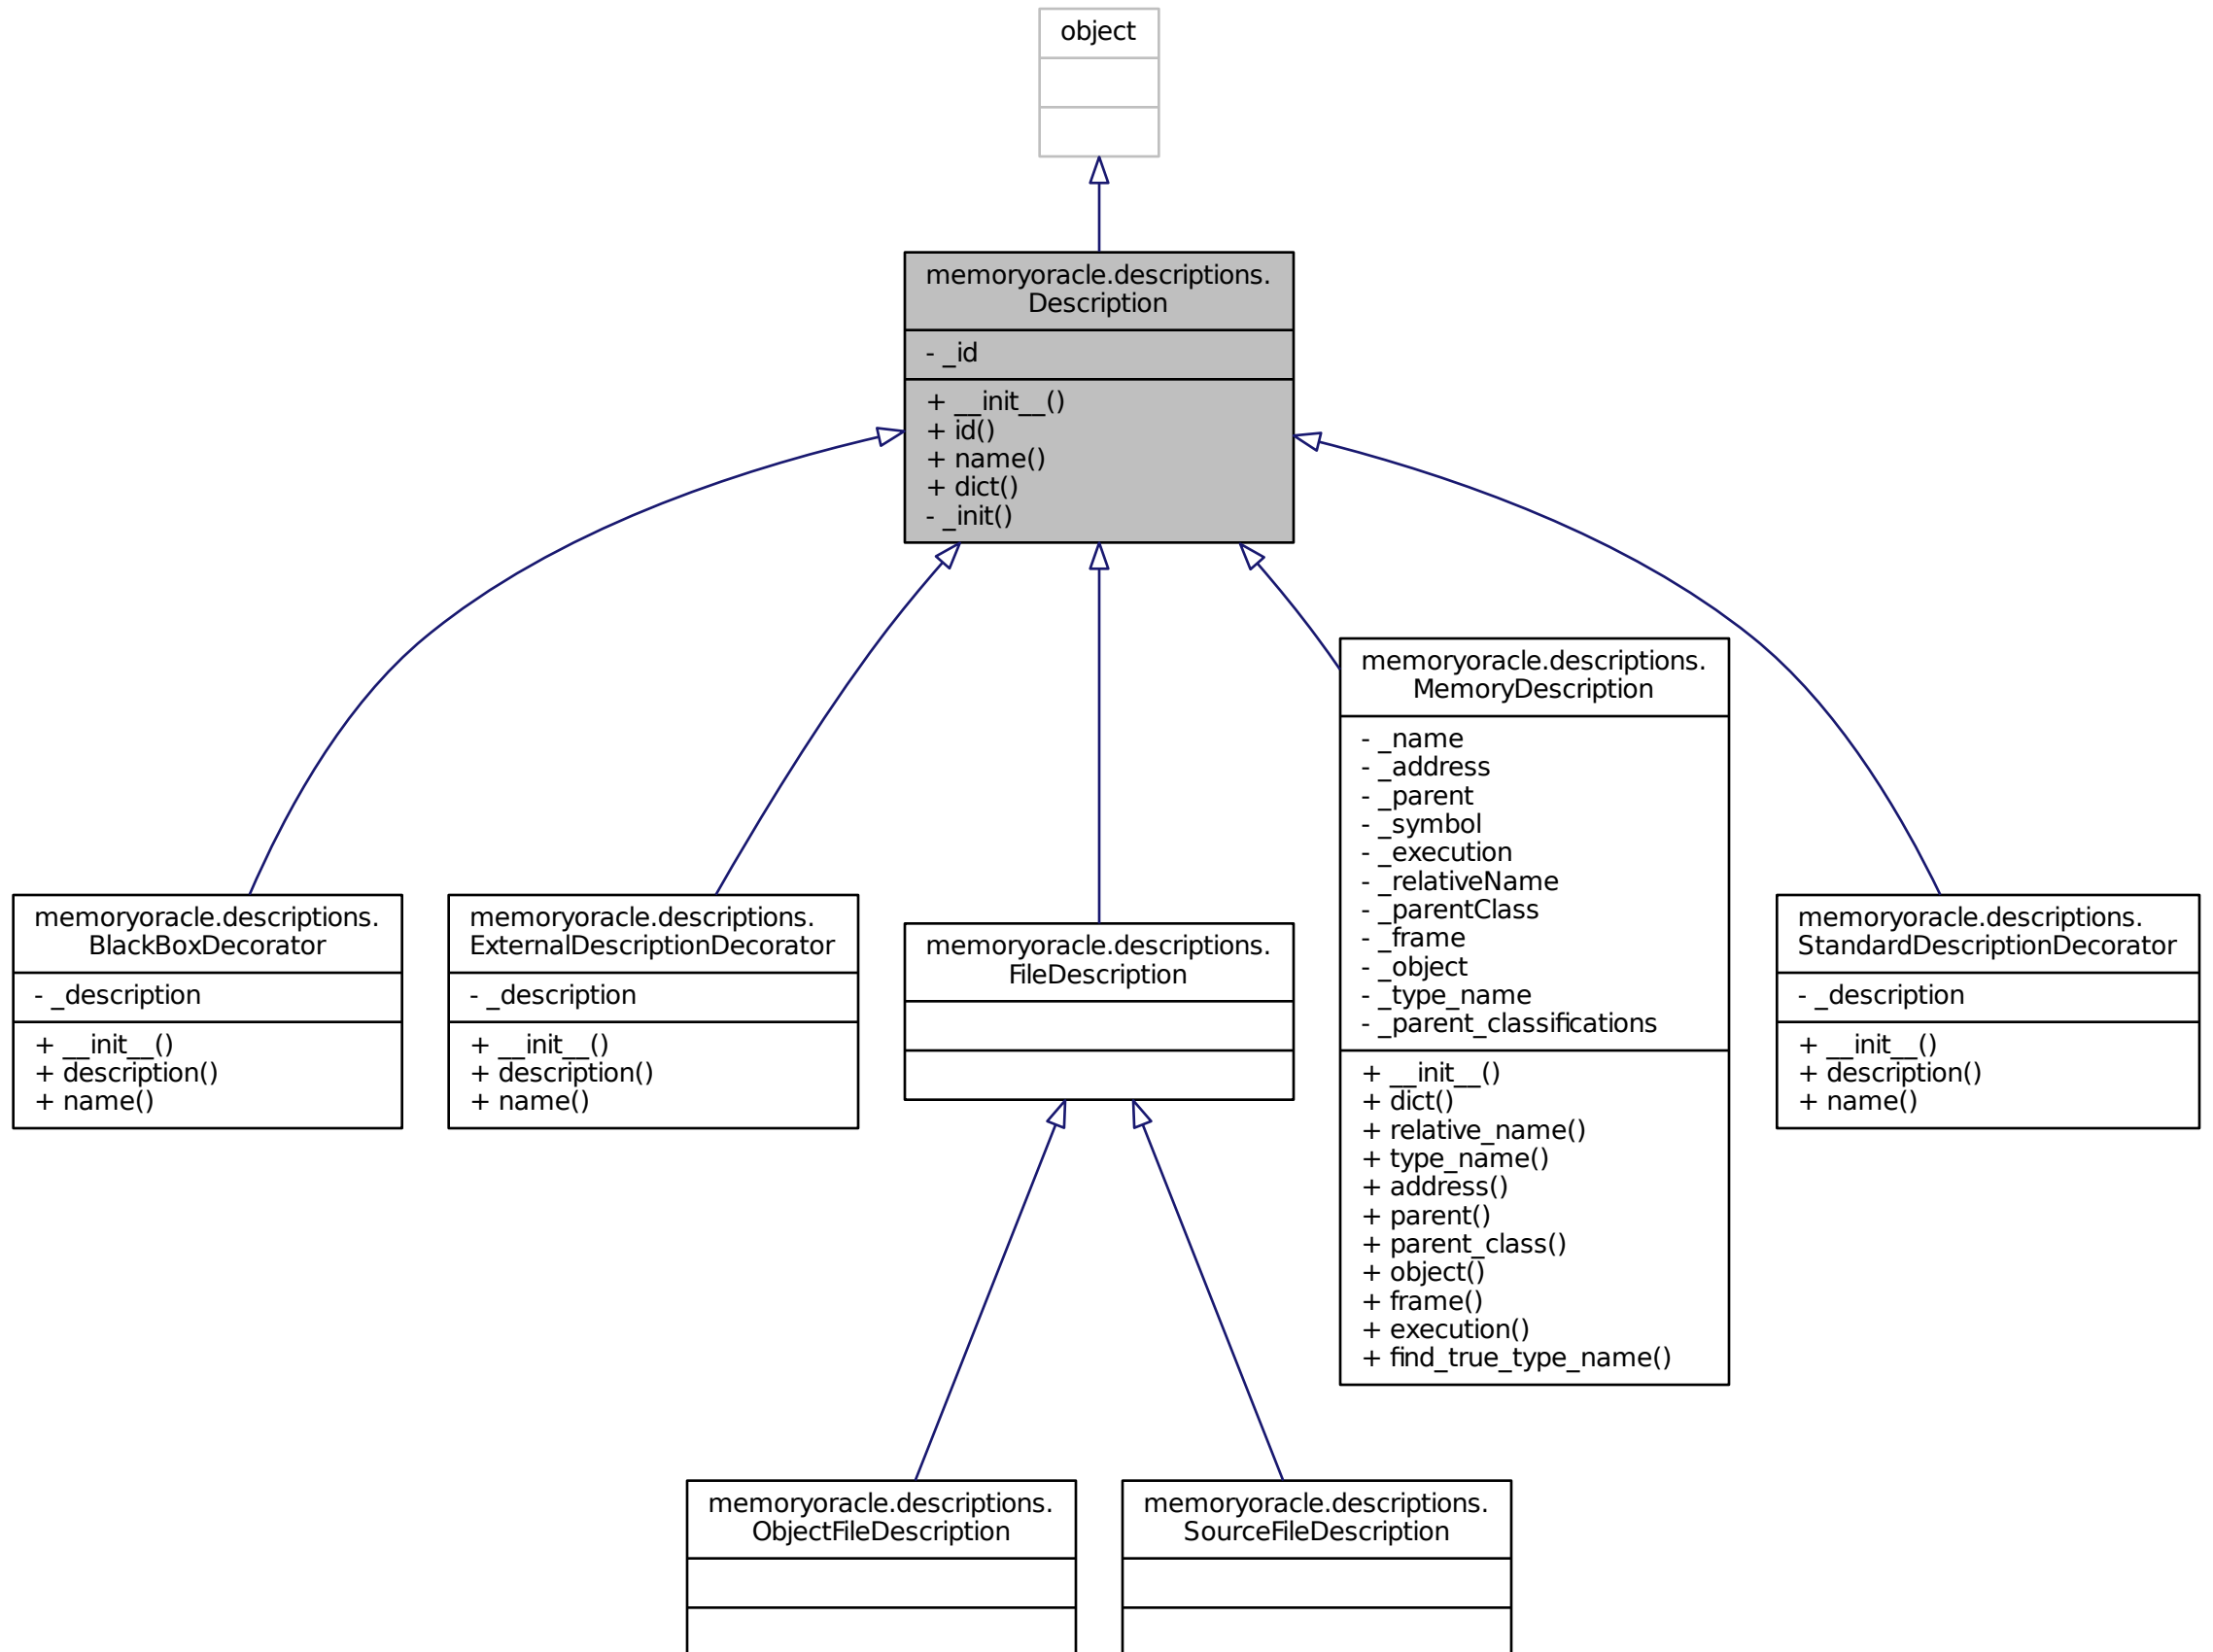 object
memoryoracle.descriptions.
Description
- _id
+ __init__()
+ id()
+ name()
+ dict()
- _init()
memoryoracle.descriptions.
BlackBoxDecorator
- _description
+ __init__()
+ description()
+ name()
memoryoracle.descriptions.
ExternalDescriptionDecorator
- _description
+ __init__()
+ description()
+ name()
memoryoracle.descriptions.
FileDescription
memoryoracle.descriptions.
MemoryDescription
- _name
- _address
- _parent
- _symbol
- _execution
- _relativeName
- _parentClass
- _frame
- _object
- _type_name
- _parent_classifications
+ __init__()
+ dict()
+ relative_name()
+ type_name()
+ address()
+ parent()
+ parent_class()
+ object()
+ frame()
+ execution()
+ find_true_type_name()
memoryoracle.descriptions.
StandardDescriptionDecorator
- _description
+ __init__()
+ description()
+ name()
memoryoracle.descriptions.
ObjectFileDescription
memoryoracle.descriptions.
SourceFileDescription